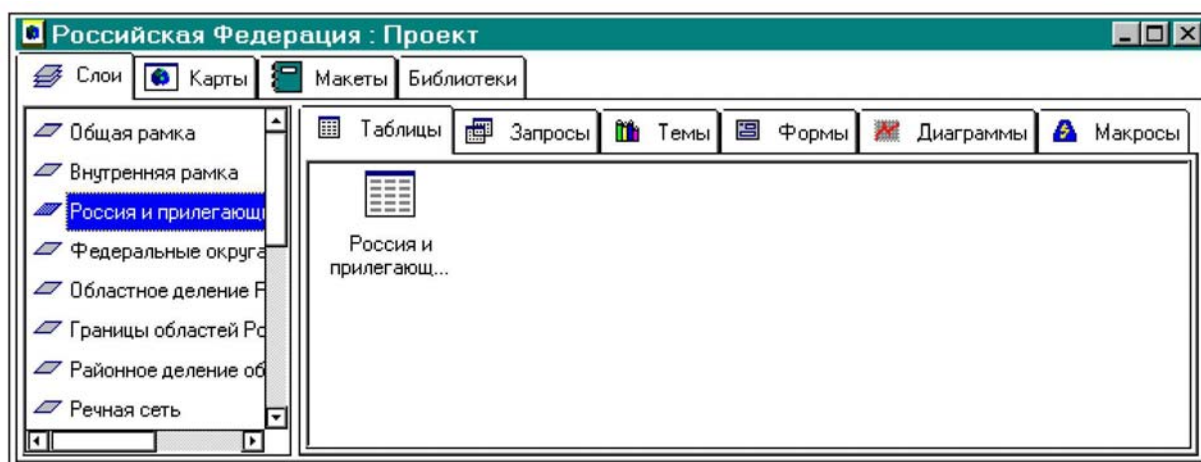 Российская Федерация : Проект
Слои Карты Макеты Библиотеки
Общая рамка
Внутренняя рамка
Россия и прилегающи
Федеральные округа
Областное деление Р
Границы областей Ро
Районное деление об
Речная сеть
Таблицы Запросы Темы Формы Диаграммы Макросы
Россия и
прилегающ...